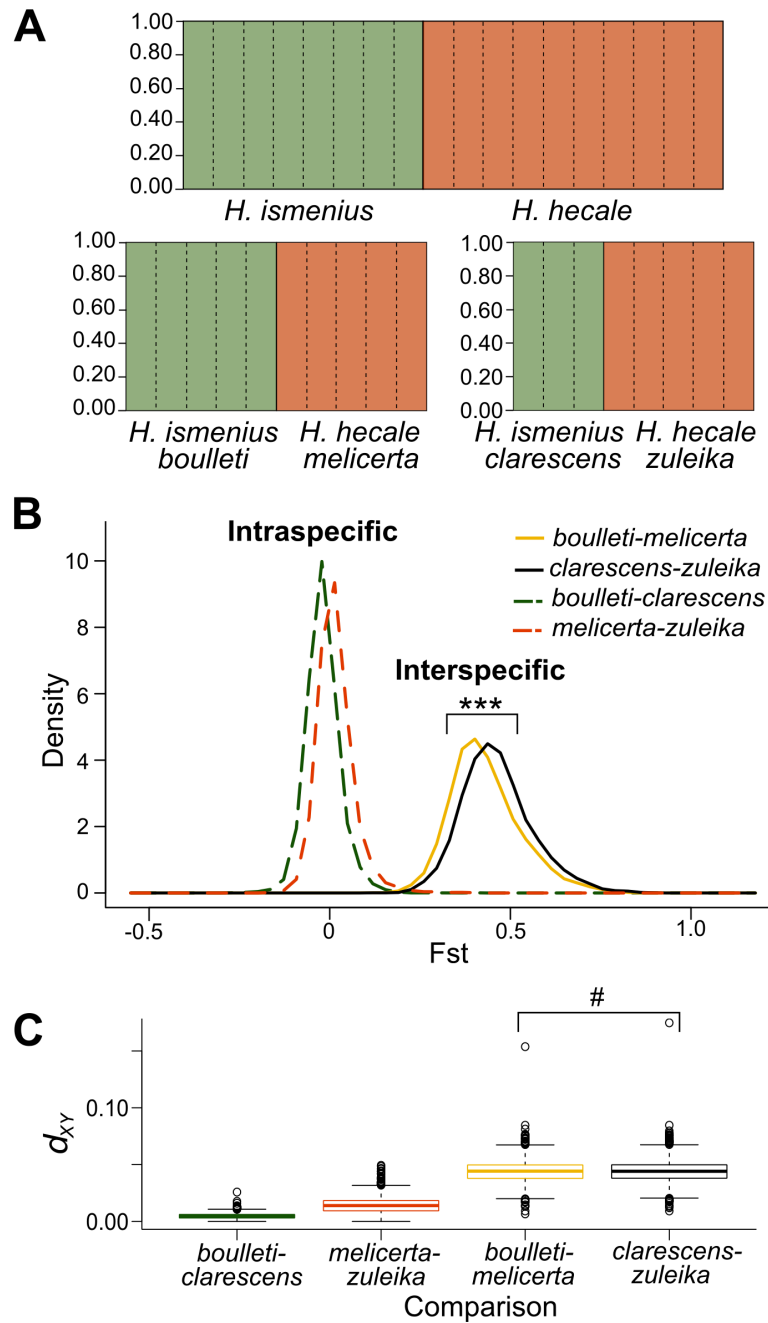 A
1.00
0.80
0.60
0.40
0.20
0.00
H. ismenius H. hecale
1.00
0.80
0.60
0.40
0.20
0.00
H. ismenius
boulleti
H. hecale
melicerta
1.00
0.80
0.60
0.40
0.20
0.00
H. ismenius
clarescens
H. hecale
zuleika
B
Intraspecific
boulleti-melicerta
clarescens-zuleika
boulleti-clarescens
melicerta-zuleika
Interspecific
***
Density
10
8
6
4
2
0
-0.5 0 0.5 1.0
Fst
C
#
dXY
0.10
0.00
boulleti-
clarescens
melicerta-
zuleika
boulleti-
melicerta
clarescens-
zuleika
Comparison